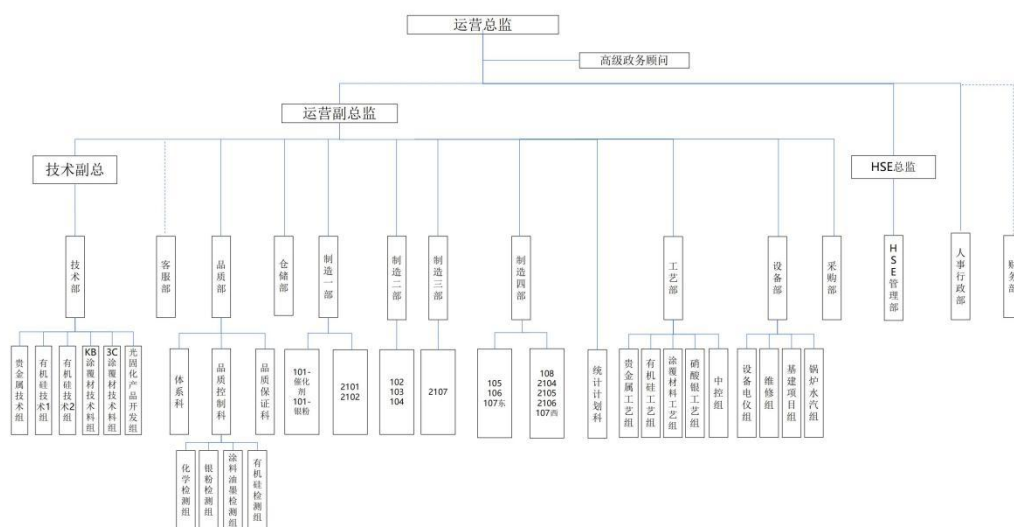 运营总监
高级政务顾问
运营副总监
技术副总
HSE总监
技术部
客服部
品质部
仓储部
制造一部
制造二部
制造三部
制造四部
工艺部
设备部
采购部
HSE管理部
人事行政部
财务部
贵金属技术组
有机硅技术1组
有机硅技术2组
KB涂覆材技术料组
3C涂覆材技术料组
光固化产品开发组
体系科
品质控制科
品质保证科
101-
催化
剂
101-
银粉
2101
2102
102
103
104
2107
105
106
107东
108
2104
2105
2106
107西
统计计划科
贵金属工艺组
有机硅工艺组
涂覆材料工艺组
硝酸银工艺组
中控组
设备电仪组
维修组
基建项目组
锅炉水汽组
化学检测组
银粉检测组
涂料油墨检测组
有机硅检测组